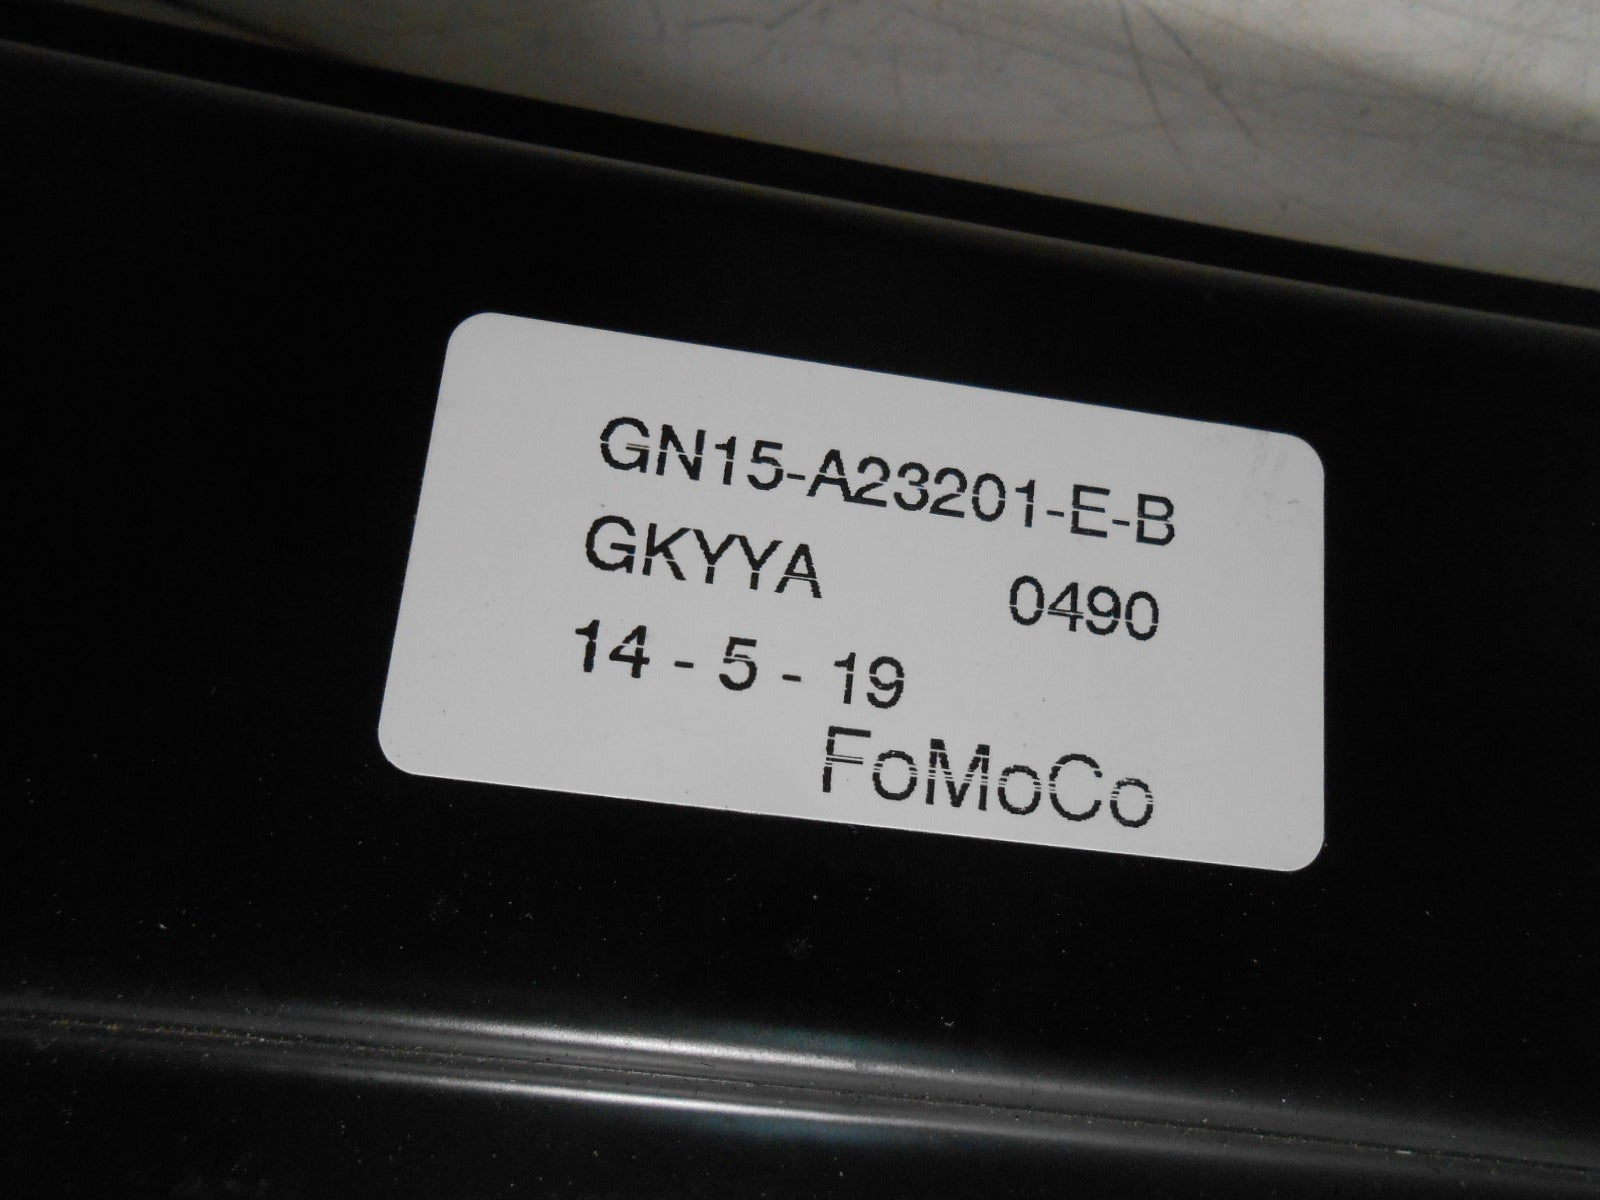 GN15-A23201-E-B
GKYYA 0490
14 - 5 - 19
FoMoCo